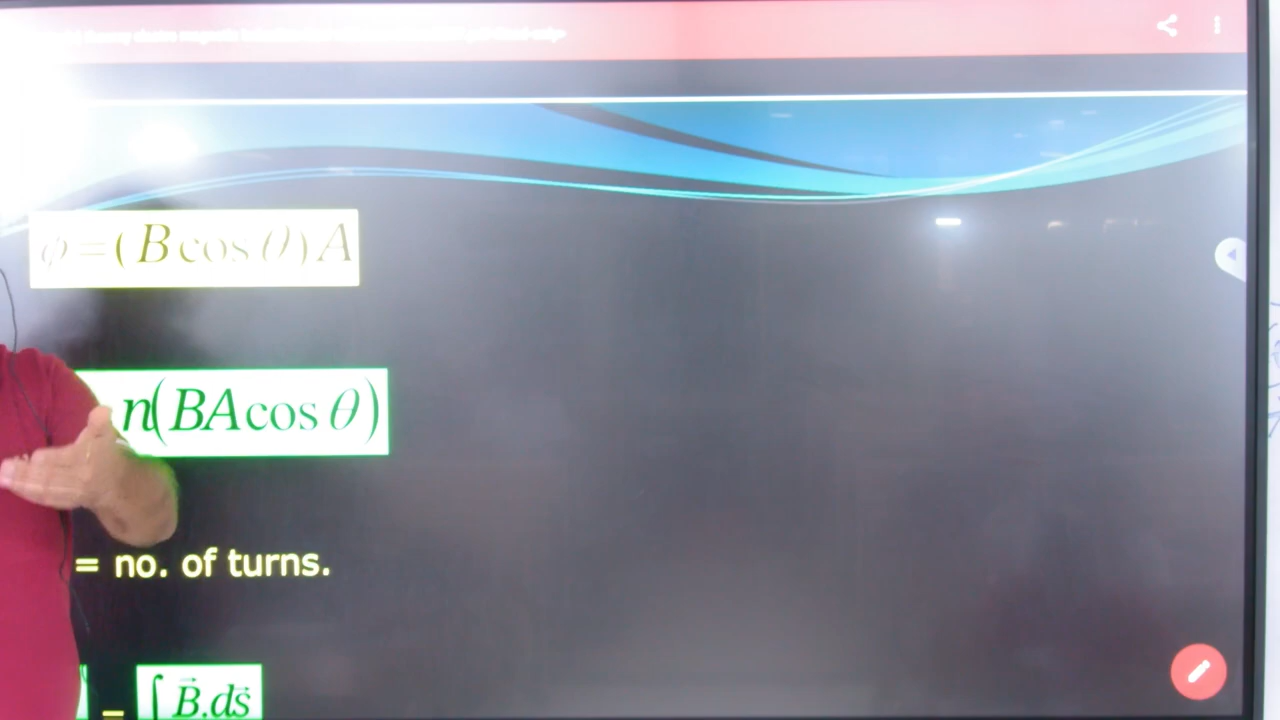 φ = (B cos θ) A
n(BA cos θ)
= no. of turns.
= ∫ B⃗.ds⃗